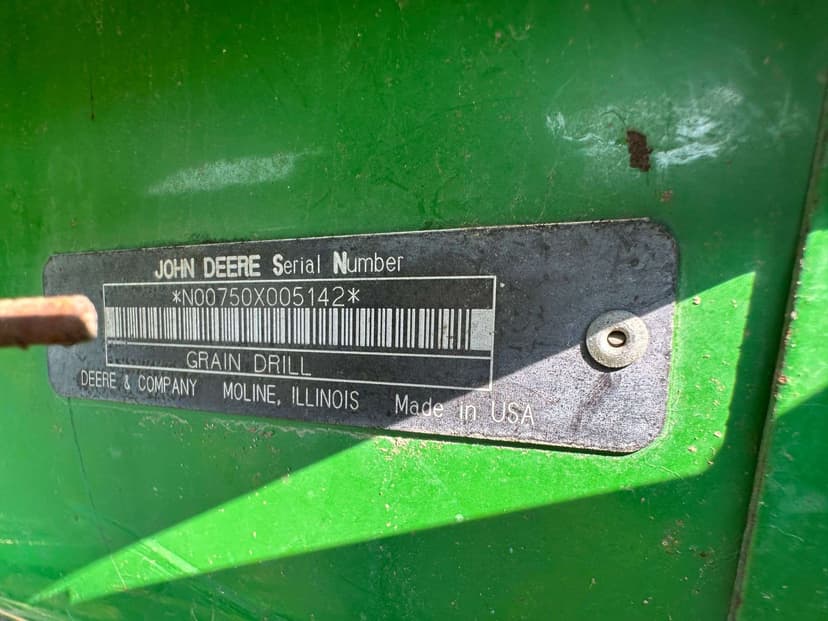 JOHN DEERE Serial Number
*N00750X005142*
GRAIN DRILL
DEERE & COMPANY MOLINE, ILLINOIS Made in USA